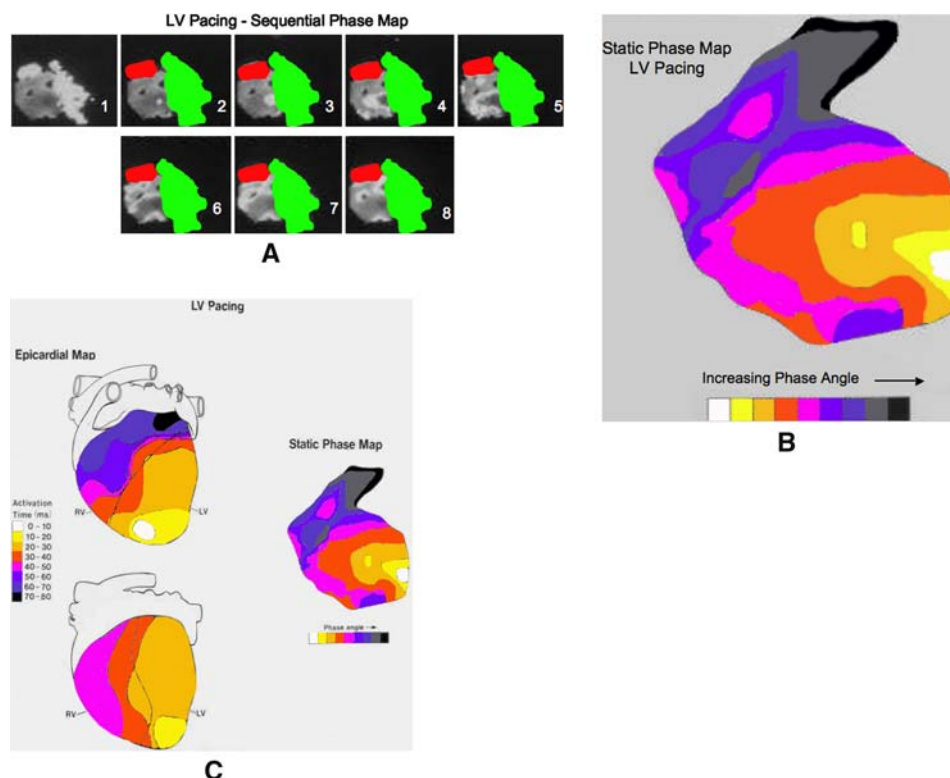 LV Pacing - Sequential Phase Map
1
2
3
4
5
6
7
8
A
Static Phase Map
LV Pacing
Increasing Phase Angle
B
LV Pacing
Epicardial Map
Activation
Time (ms)
0 - 10
10 - 20
20 - 30
30 - 40
40 - 50
50 - 60
60 - 70
70 - 80
RV
LV
RV
LV
Static Phase Map
Phase angle
C